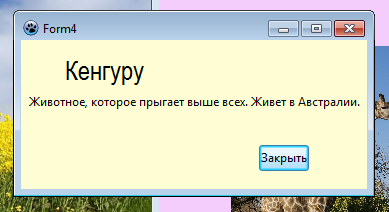 Form4
Кенгуру
Животное, которое прыгает выше всех. Живет в Австралии.
Закрыть